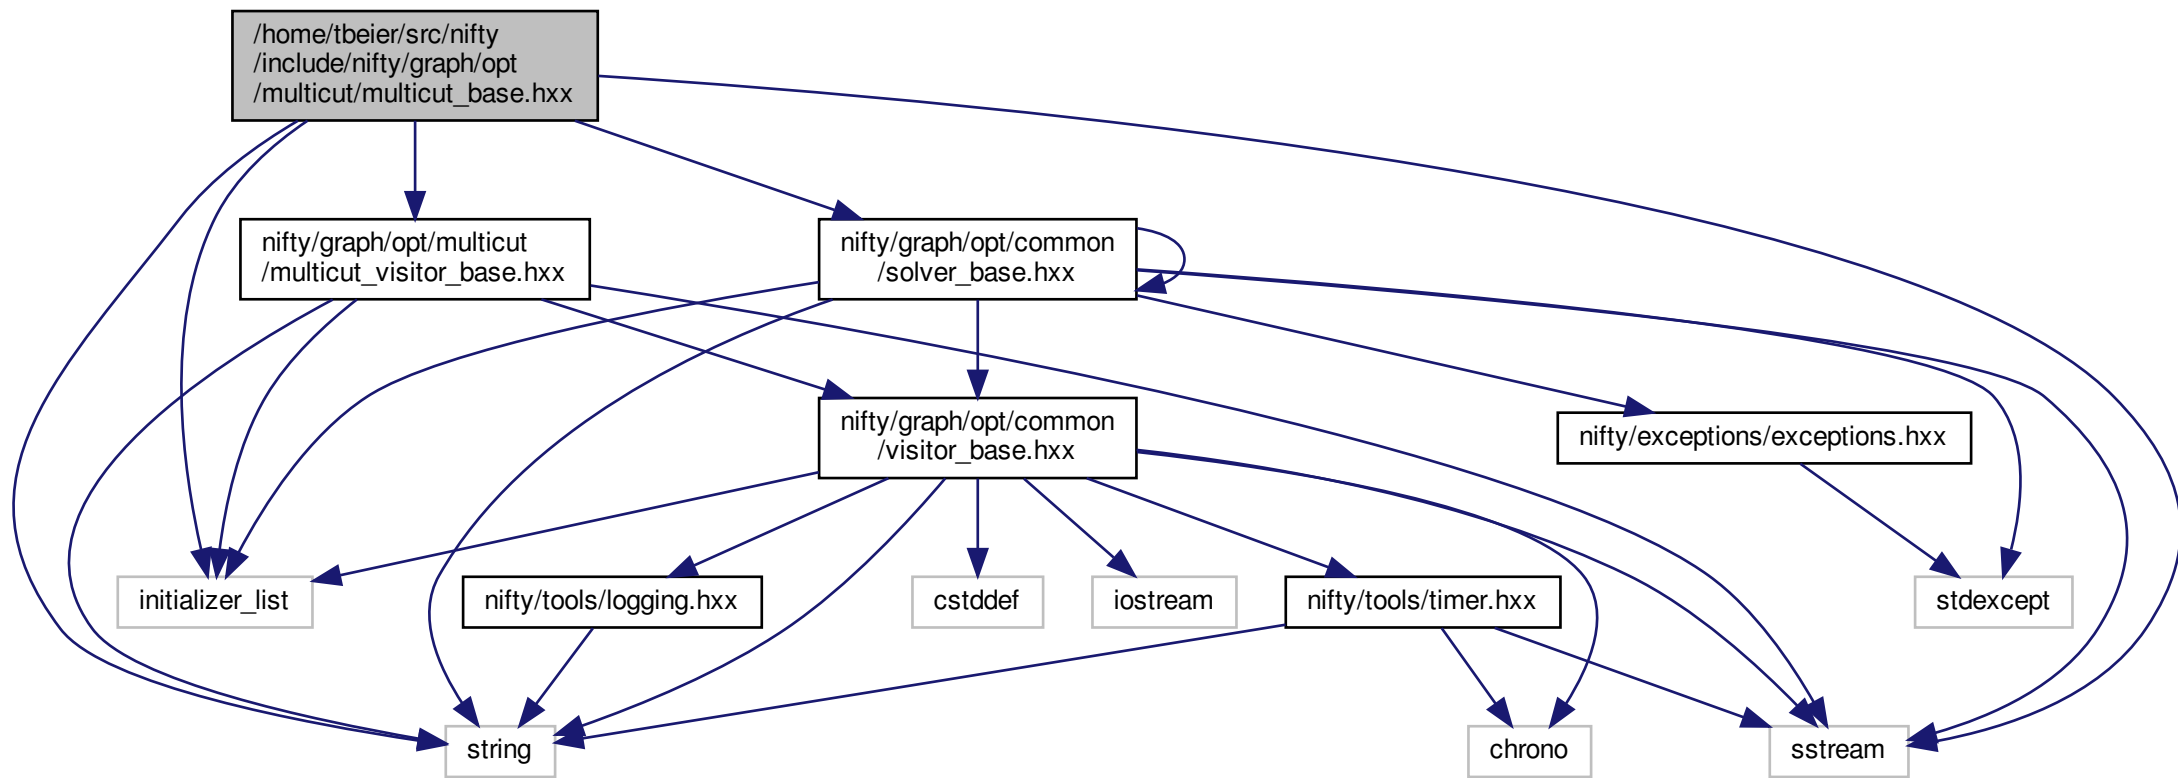 /home/tbeier/src/nifty
/include/nifty/graph/opt
/multicut/multicut_base.hxx
nifty/graph/opt/multicut
/multicut_visitor_base.hxx
nifty/graph/opt/common
/solver_base.hxx
nifty/graph/opt/common
/visitor_base.hxx
nifty/exceptions/exceptions.hxx
initializer_list
nifty/tools/logging.hxx
cstddef
iostream
nifty/tools/timer.hxx
stdexcept
string
chrono
sstream